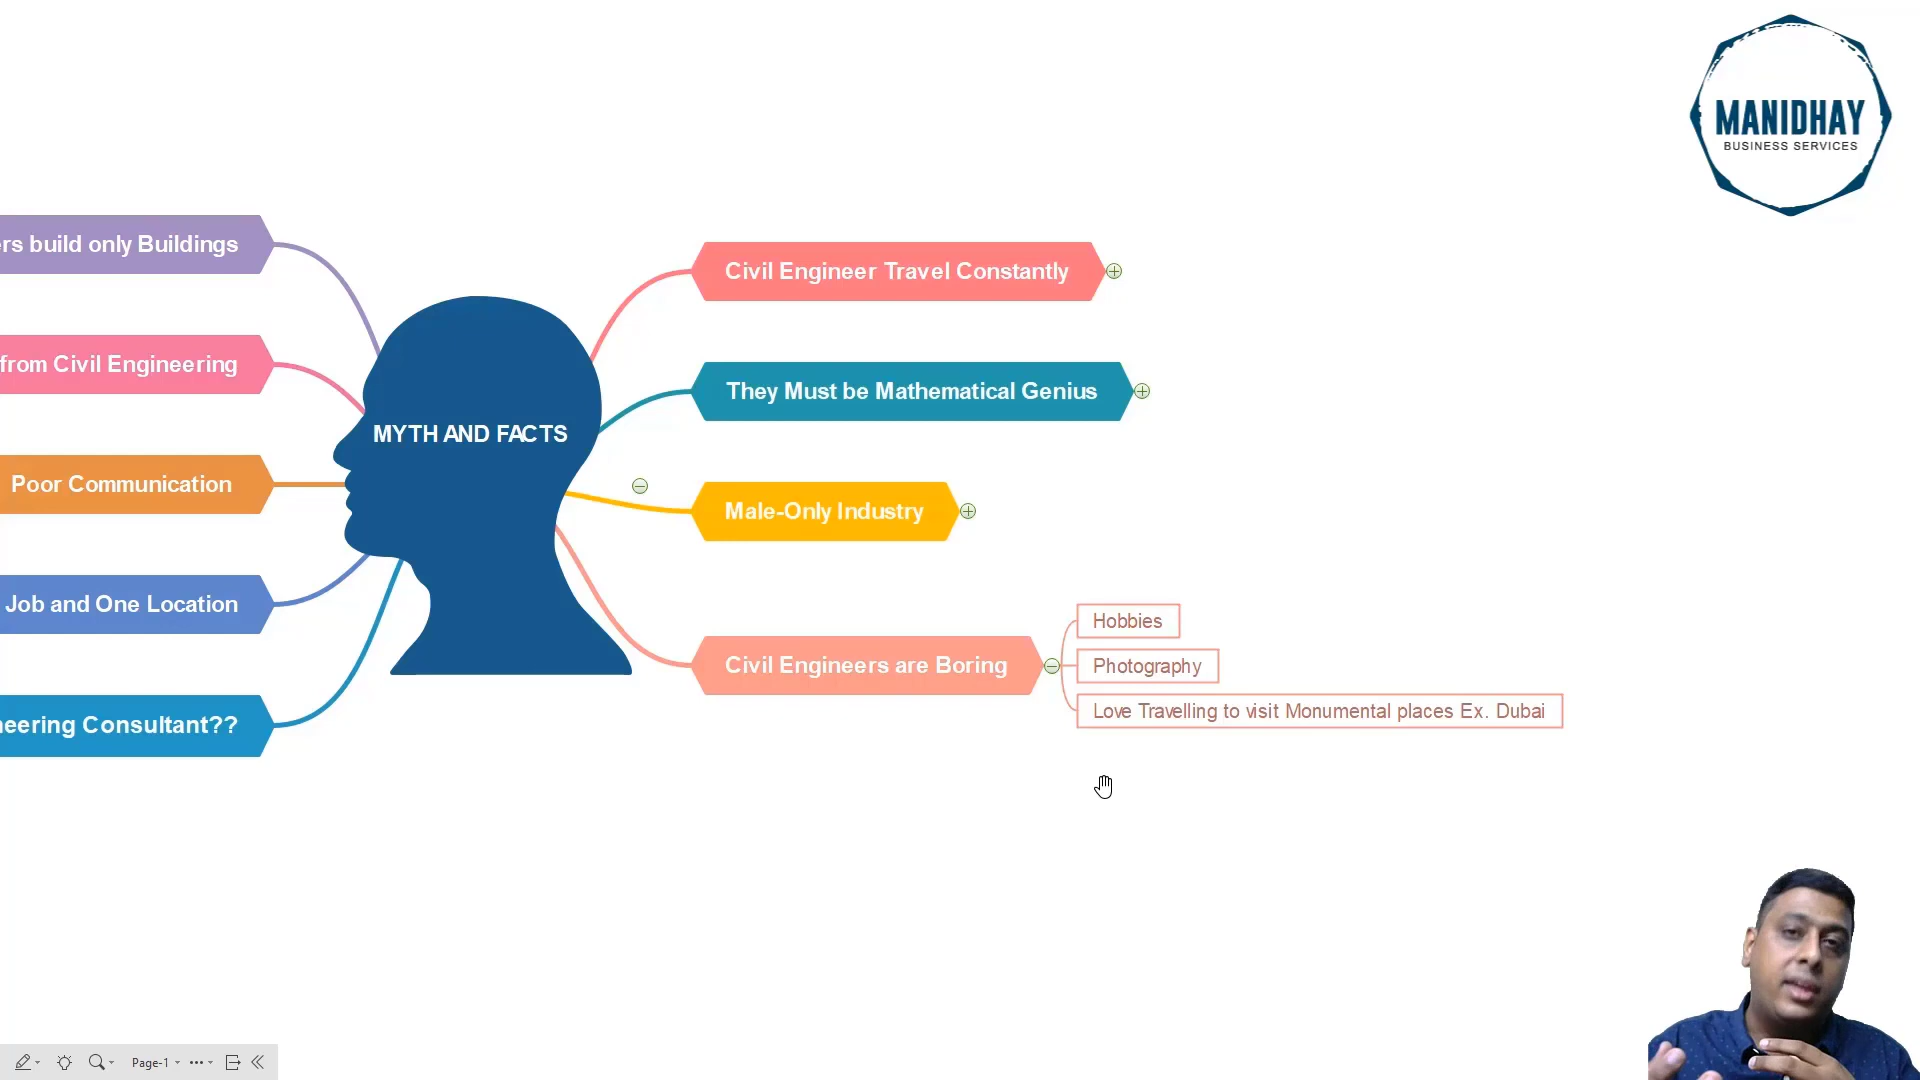 MANIDHAY
BUSINESS SERVICES
ers build only Buildings
from Civil Engineering
Poor Communication
Job and One Location
neering Consultant??
MYTH AND FACTS
Civil Engineer Travel Constantly
They Must be Mathematical Genius
Male-Only Industry
Civil Engineers are Boring
Hobbies
Photography
Love Travelling to visit Monumental places Ex. Dubai
Page-1